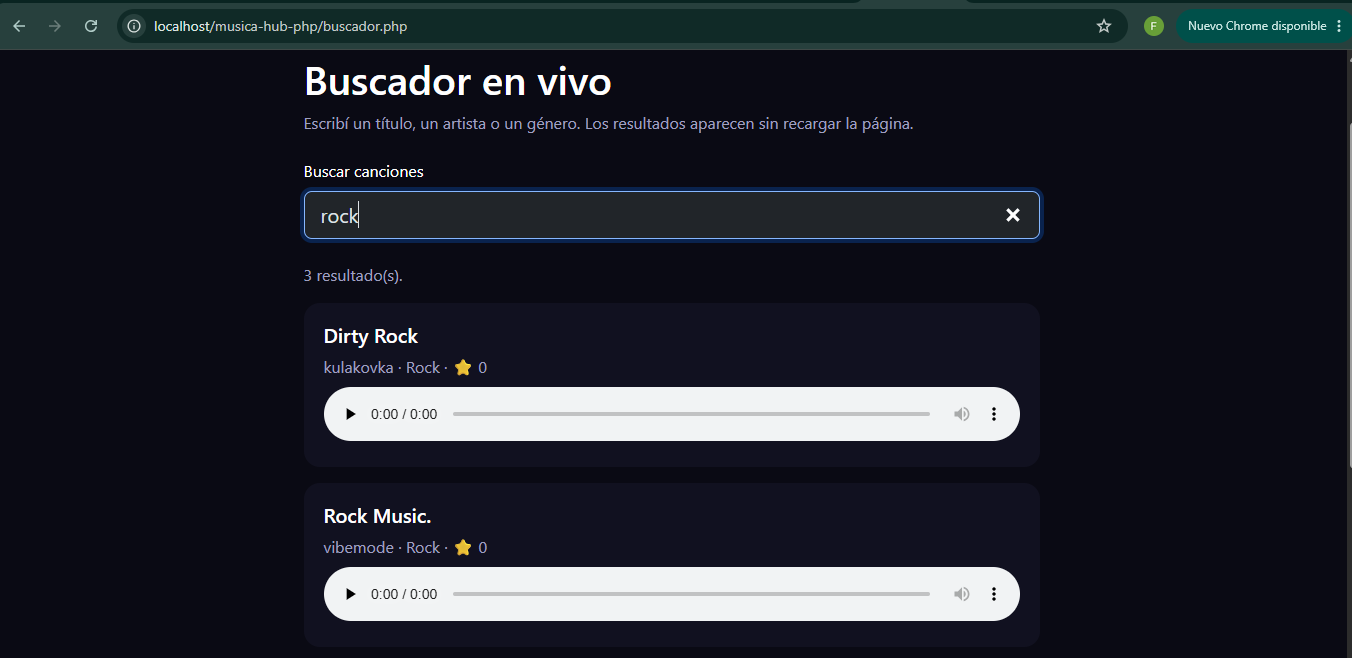 localhost/musica-hub-php/buscador.php
F
Nuevo Chrome disponible
Buscador en vivo
Escribí un título, un artista o un género. Los resultados aparecen sin recargar la página.
Buscar canciones
rock
3 resultado(s).
Dirty Rock
kulakovka · Rock · ⭐ 0
0:00 / 0:00
Rock Music.
vibemode · Rock · ⭐ 0
0:00 / 0:00